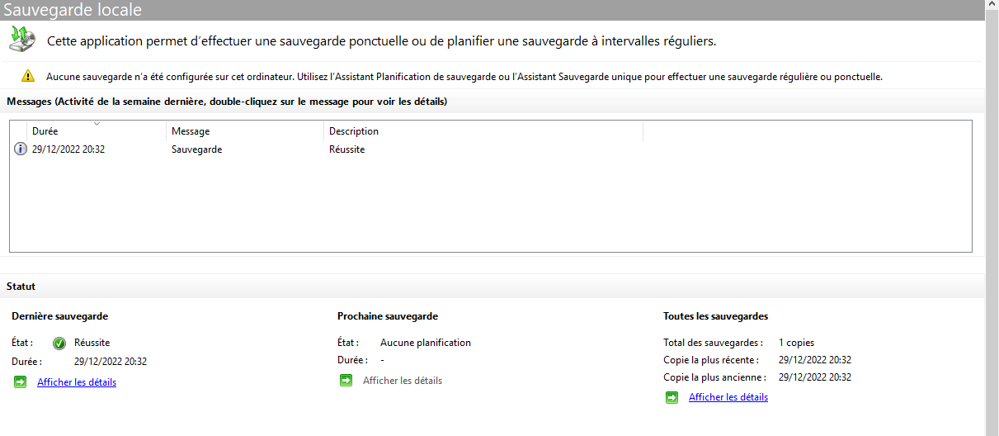 Sauvegarde locale
Cette application permet d'effectuer une sauvegarde ponctuelle ou de planifier une sauvegarde à intervalles réguliers.
Aucune sauvegarde n'a été configurée sur cet ordinateur. Utilisez l'Assistant Planification de sauvegarde ou l'Assistant Sauvegarde unique pour effectuer une sauvegarde régulière ou ponctuelle.
Messages (Activité de la semaine dernière, double-cliquez sur le message pour voir les détails)
Durée Message Description
29/12/2022 20:32 Sauvegarde Réussite
Statut
Dernière sauvegarde
État : Réussite
Durée : 29/12/2022 20:32
Afficher les détails
Prochaine sauvegarde
État : Aucune planification
Durée : -
Afficher les détails
Toutes les sauvegardes
Total des sauvegardes : 1 copies
Copie la plus récente : 29/12/2022 20:32
Copie la plus ancienne : 29/12/2022 20:32
Afficher les détails